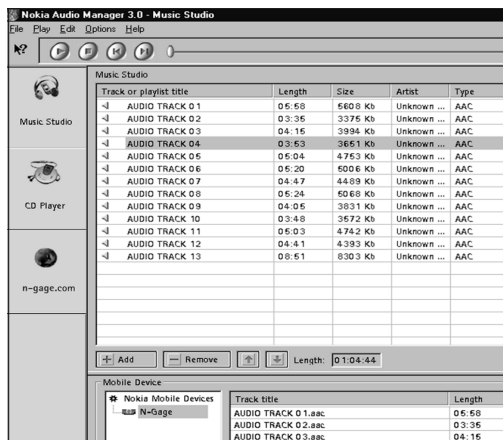 Nokia Audio Manager 3.0 - Music Studio
File Play Edit Options Help
Music Studio
Track or playlist title Length Size Artist Type
AUDIO TRACK 01 05:58 5608 Kb Unknown ... AAC
AUDIO TRACK 02 03:35 3375 Kb Unknown ... AAC
AUDIO TRACK 03 04:15 3994 Kb Unknown ... AAC
AUDIO TRACK 04 03:53 3651 Kb Unknown ... AAC
AUDIO TRACK 05 05:04 4753 Kb Unknown ... AAC
AUDIO TRACK 06 05:20 5006 Kb Unknown ... AAC
AUDIO TRACK 07 04:47 4489 Kb Unknown ... AAC
AUDIO TRACK 08 05:24 5068 Kb Unknown ... AAC
AUDIO TRACK 09 04:05 3831 Kb Unknown ... AAC
AUDIO TRACK 10 03:48 3572 Kb Unknown ... AAC
AUDIO TRACK 11 05:03 4742 Kb Unknown ... AAC
AUDIO TRACK 12 04:41 4393 Kb Unknown ... AAC
AUDIO TRACK 13 08:51 8303 Kb Unknown ... AAC
Music Studio
CD Player
n-gage.com
Add Remove Length: 01:04:44
Mobile Device
Nokia Mobile Devices
N-Gage
Track title Length
AUDIO TRACK 01.aac 05:58
AUDIO TRACK 02.aac 03:35
AUDIO TRACK 03.aac 04:15